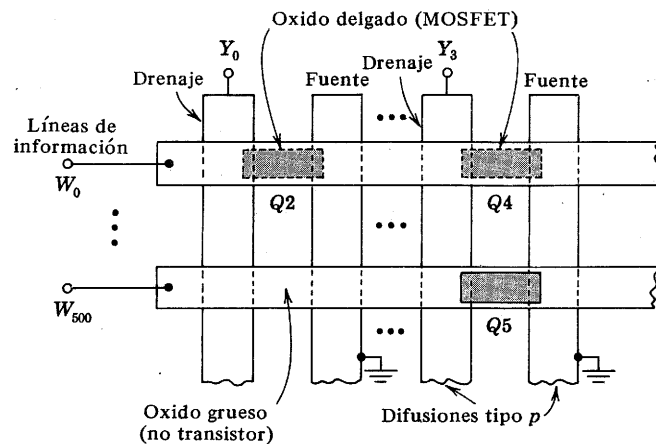 Oxido delgado (MOSFET)
Y0
Y3
Drenaje
Fuente
Drenaje
Fuente
Líneas de
información
W0
Q2
Q4
W500
Q5
Oxido grueso
(no transistor)
Difusiones tipo p